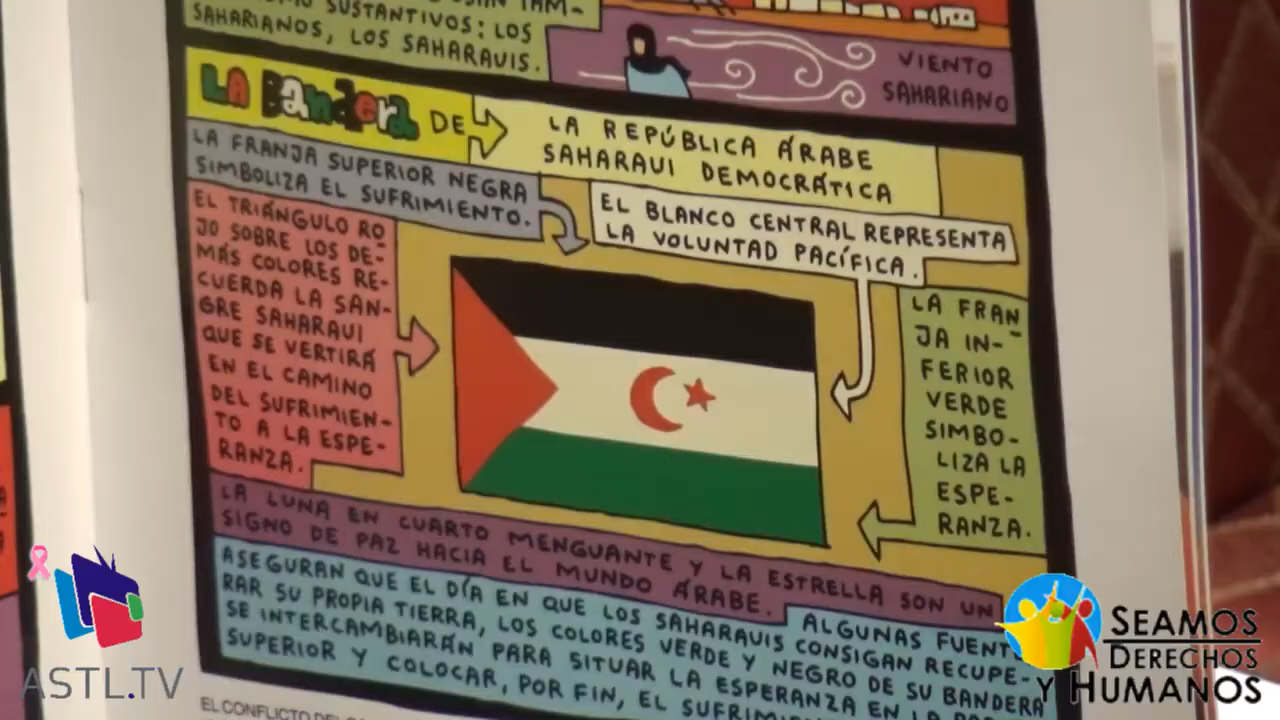 SUSTANTIVOS: LOS
SAHARIANOS, LOS SAHARAUIS.
VIENTO
SAHARIANO
LA BANDERA DE
LA REPÚBLICA ÁRABE
SAHARAUI DEMOCRÁTICA
LA FRANJA SUPERIOR NEGRA
SIMBOLIZA EL SUFRIMIENTO.
EL BLANCO CENTRAL REPRESENTA
LA VOLUNTAD PACÍFICA.
EL TRIÁNGULO RO
JO SOBRE LOS DE-
MÁS COLORES RE-
CUERDA LA SAN-
GRE SAHARAUI
QUE SE VERTIRÁ
EN EL CAMINO
DEL SUFRIMIEN-
TO A LA ESPE-
RANZA.
LA FRAN-
JA IN-
FERIOR
VERDE
SIMBO-
LIZA LA
ESPE-
RANZA.
LA LUNA EN CUARTO MENGUANTE Y LA ESTRELLA SON UN
SIGNO DE PAZ HACIA EL MUNDO ÁRABE. ALGUNAS
ASEGURAN QUE EL DÍA EN QUE LOS SAHARAUIS CONSIGAN RECUPE-
RAR SU PROPIA TIERRA, LOS COLORES VERDE Y NEGRO DE SU BANDERA
SE INTERCAMBIARÁN PARA SITUAR LA ESPERANZA EN LA
SUPERIOR Y COLOCAR, POR FIN, EL
EL CONFLICTO
ASTL.TV
SEAMOS
DERECHOS
Y HUMANOS